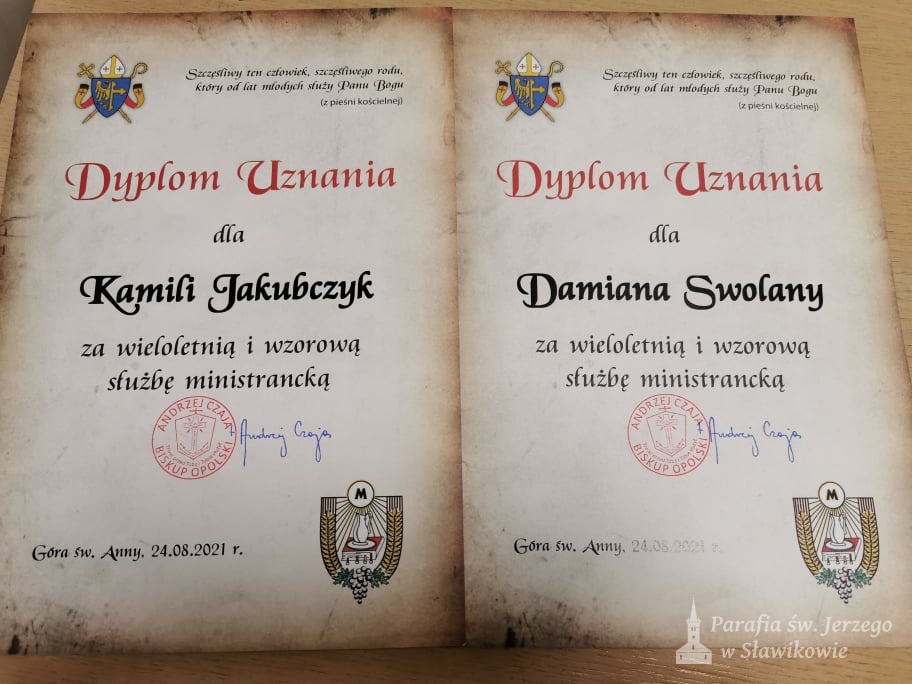 Szczęśliwy ten człowiek, szczęśliwego rodu,
który od lat młodych służy Panu Bogu
(z pieśni kościelnej)
Dyplom Uznania
dla
Kamili Jakubczyk
za wieloletnią i wzorową
służbę ministrancką
ANDRZEJ CZAJA
BISKUP OPOLSKI
+ Andrzej Czaja
M
Góra św. Anny, 24.08.2021 r.
Szczęśliwy ten człowiek, szczęśliwego rodu,
który od lat młodych służy Panu Bogu
(z pieśni kościelnej)
Dyplom Uznania
dla
Damiana Swolany
za wieloletnią i wzorową
służbę ministrancką
ANDRZEJ CZAJA
BISKUP OPOLSKI
+ Andrzej Czaja
M
Góra św. Anny, 24.08.2021 r.
Parafia św. Jerzego
w Sławikowie